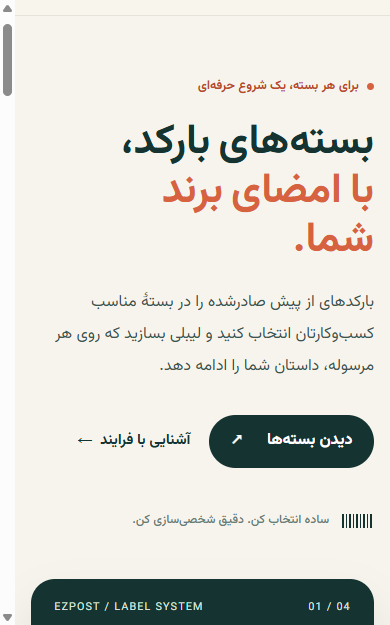 برای هر بسته، یک شروع حرفه‌ای
بسته‌های بارکد،
با امضای برند
شما.
بارکدهای از پیش صادرشده را در بستهٔ مناسب
کسب‌وکارتان انتخاب کنید و لیبلی بسازید که روی هر
مرسوله، داستان شما را ادامه دهد.
دیدن بسته‌ها ↗
آشنایی با فرایند ←
ساده انتخاب کن. دقیق شخصی‌سازی کن.
EZPOST / LABEL SYSTEM 01 / 04